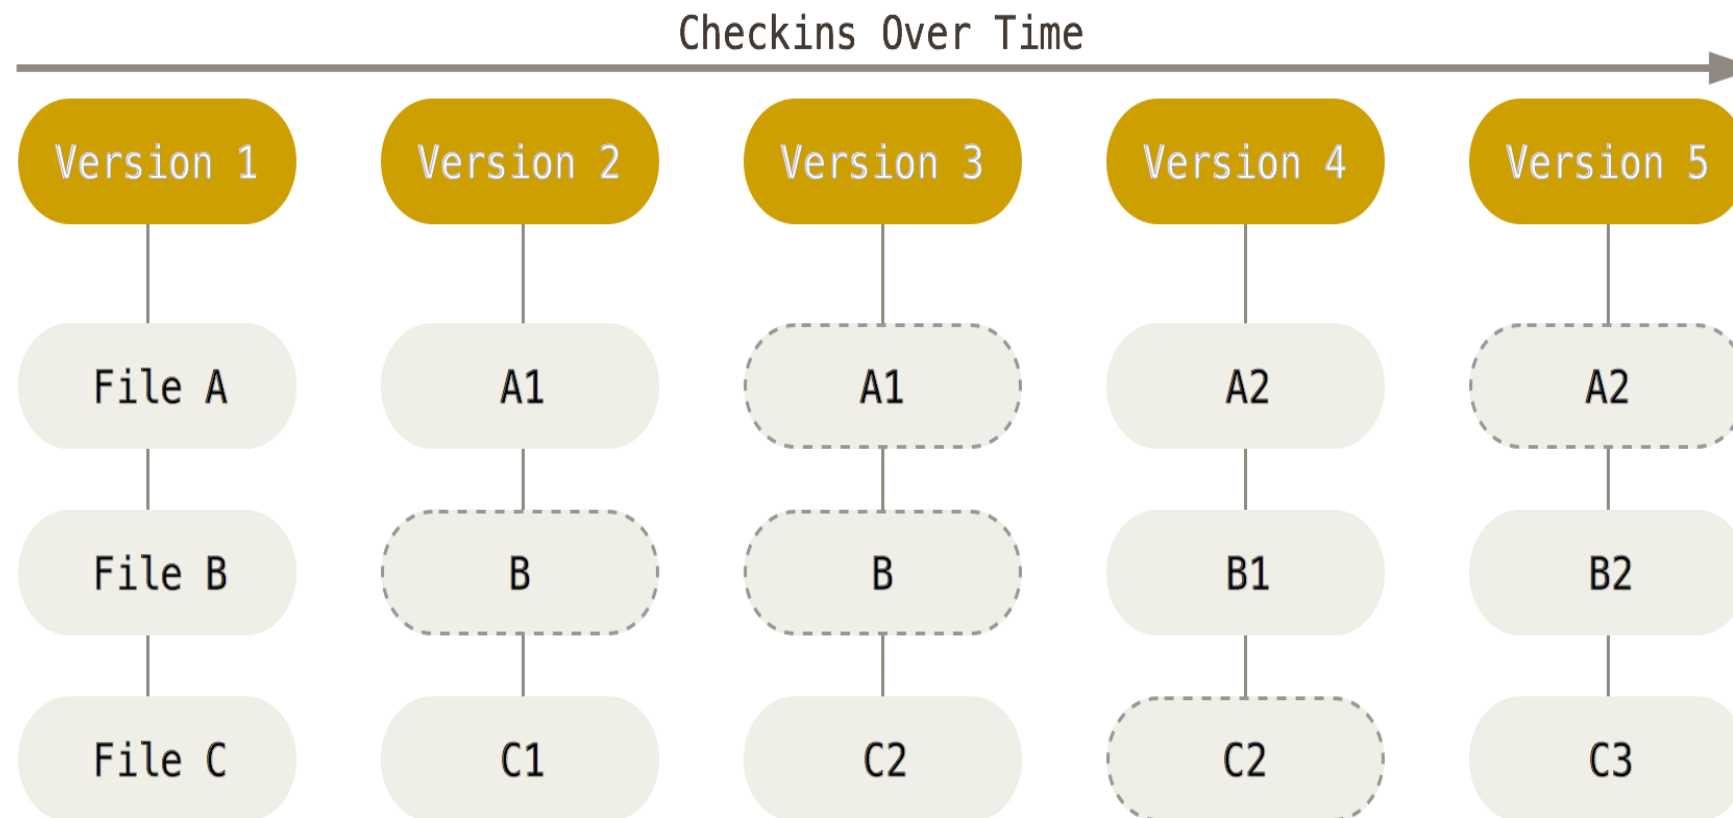 Checkins Over Time
Version 1 Version 2 Version 3 Version 4 Version 5
File A A1 A1 A2 A2
File B B B B1 B2
File C C1 C2 C2 C3